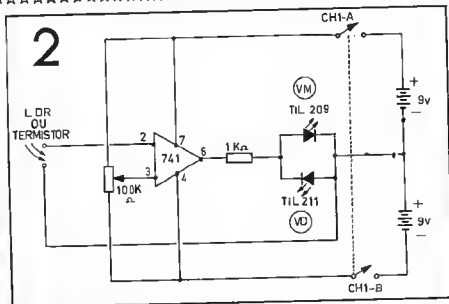 2
CH1-A
LDR
OU
TERMISTOR
VM
TIL 209
+
9v
−
2
7
741
6
1KΩ
3
4
100K
Ω
TIL 211
VD
+
9v
−
CH1-B